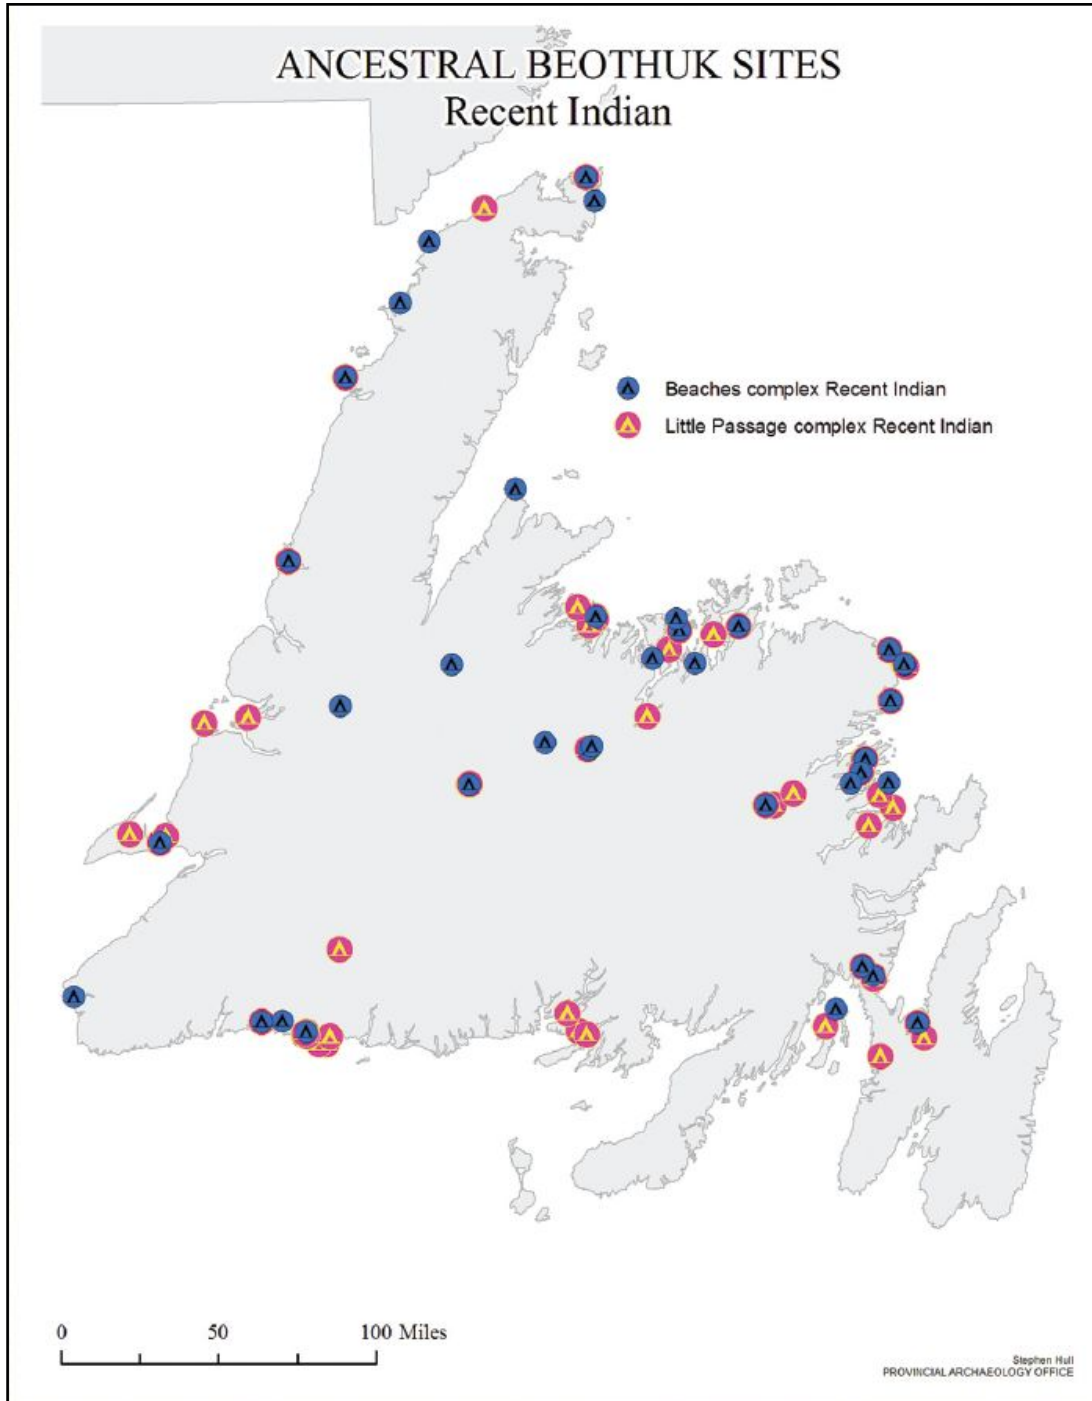 ANCESTRAL BEOTHUK SITES
Recent Indian
Beaches complex Recent Indian
Little Passage complex Recent Indian
0 50 100 Miles
Stephen Hull
PROVINCIAL ARCHAEOLOGY OFFICE